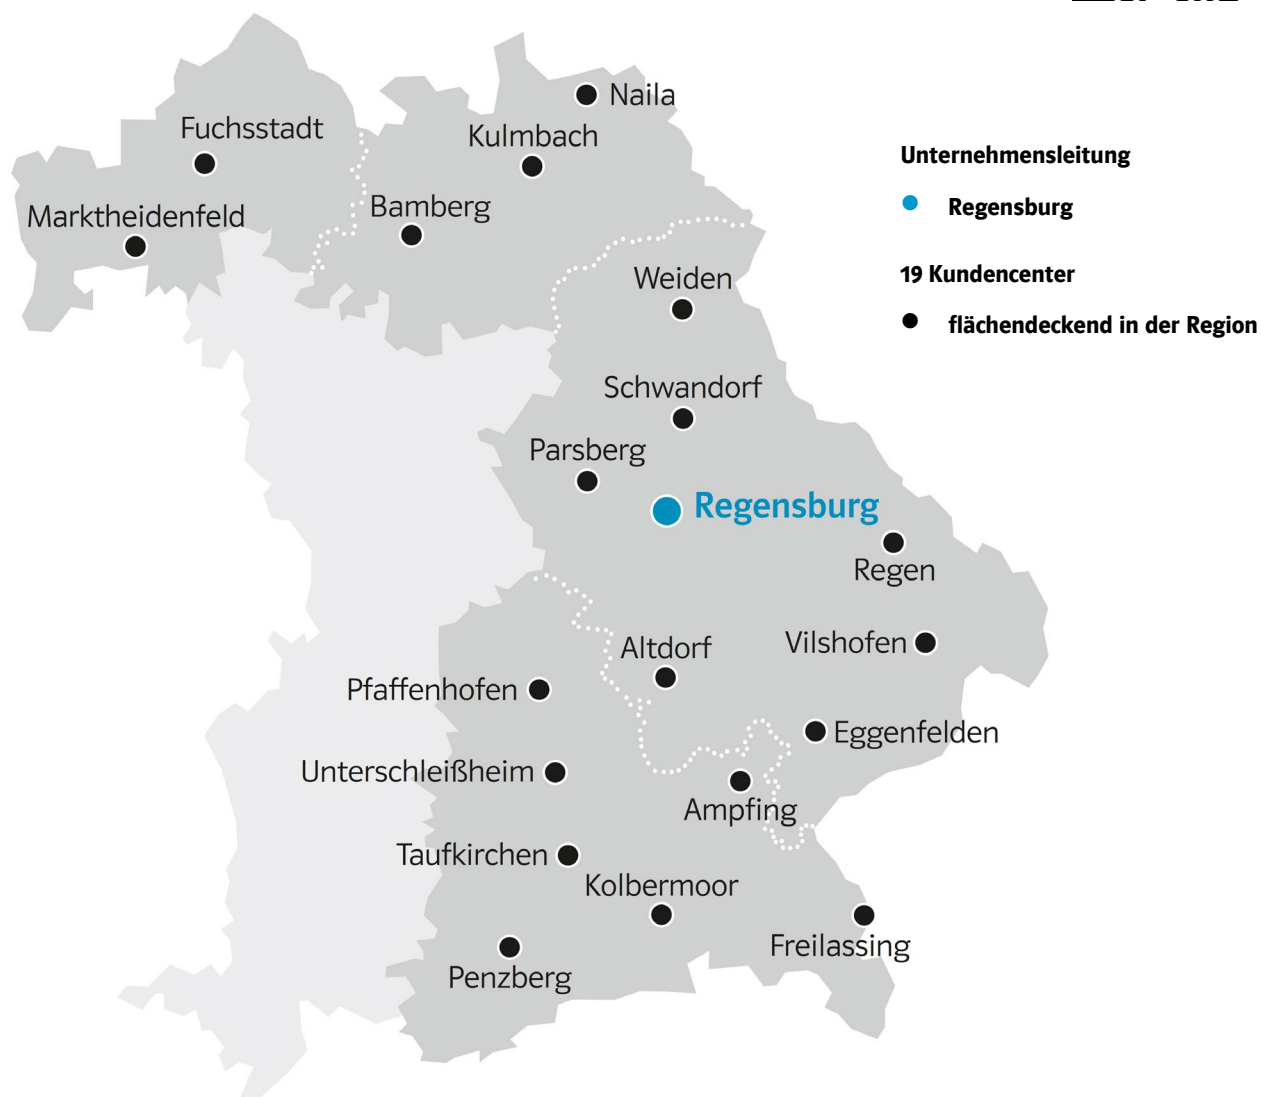 Naila
Fuchsstadt
Kulmbach
Unternehmensleitung
Regensburg
Marktheidenfeld
Bamberg
19 Kundencenter
Weiden
flächendeckend in der Region
Schwandorf
Parsberg
Regensburg
Regen
Altdorf
Vilshofen
Pfaffenhofen
Eggenfelden
Unterschleißheim
Ampfing
Taufkirchen
Kolbermoor
Freilassing
Penzberg